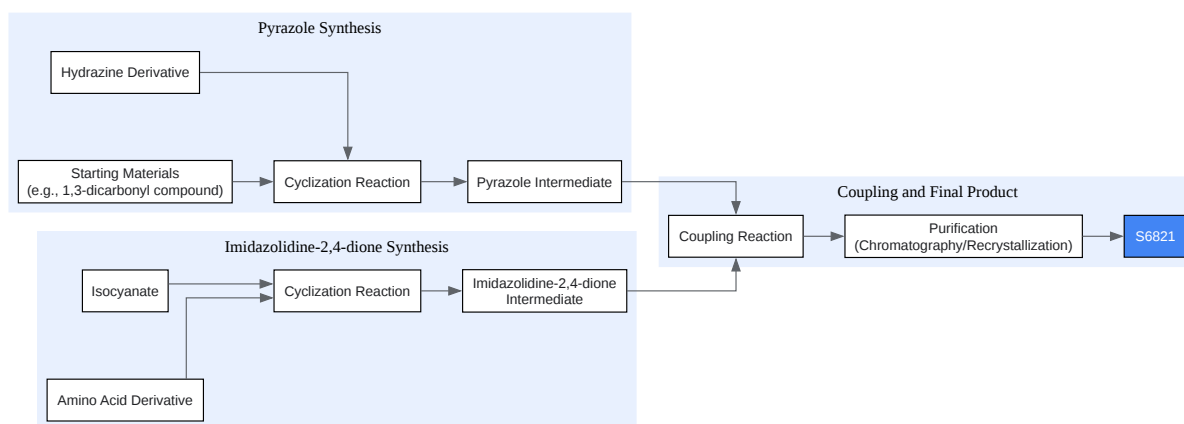 Pyrazole Synthesis
Hydrazine Derivative
Starting Materials
(e.g., 1,3-dicarbonyl compound)
Cyclization Reaction
Pyrazole Intermediate
Imidazolidine-2,4-dione Synthesis
Isocyanate
Cyclization Reaction
Imidazolidine-2,4-dione
Intermediate
Amino Acid Derivative
Coupling and Final Product
Coupling Reaction
Purification
(Chromatography/Recrystallization)
S6821